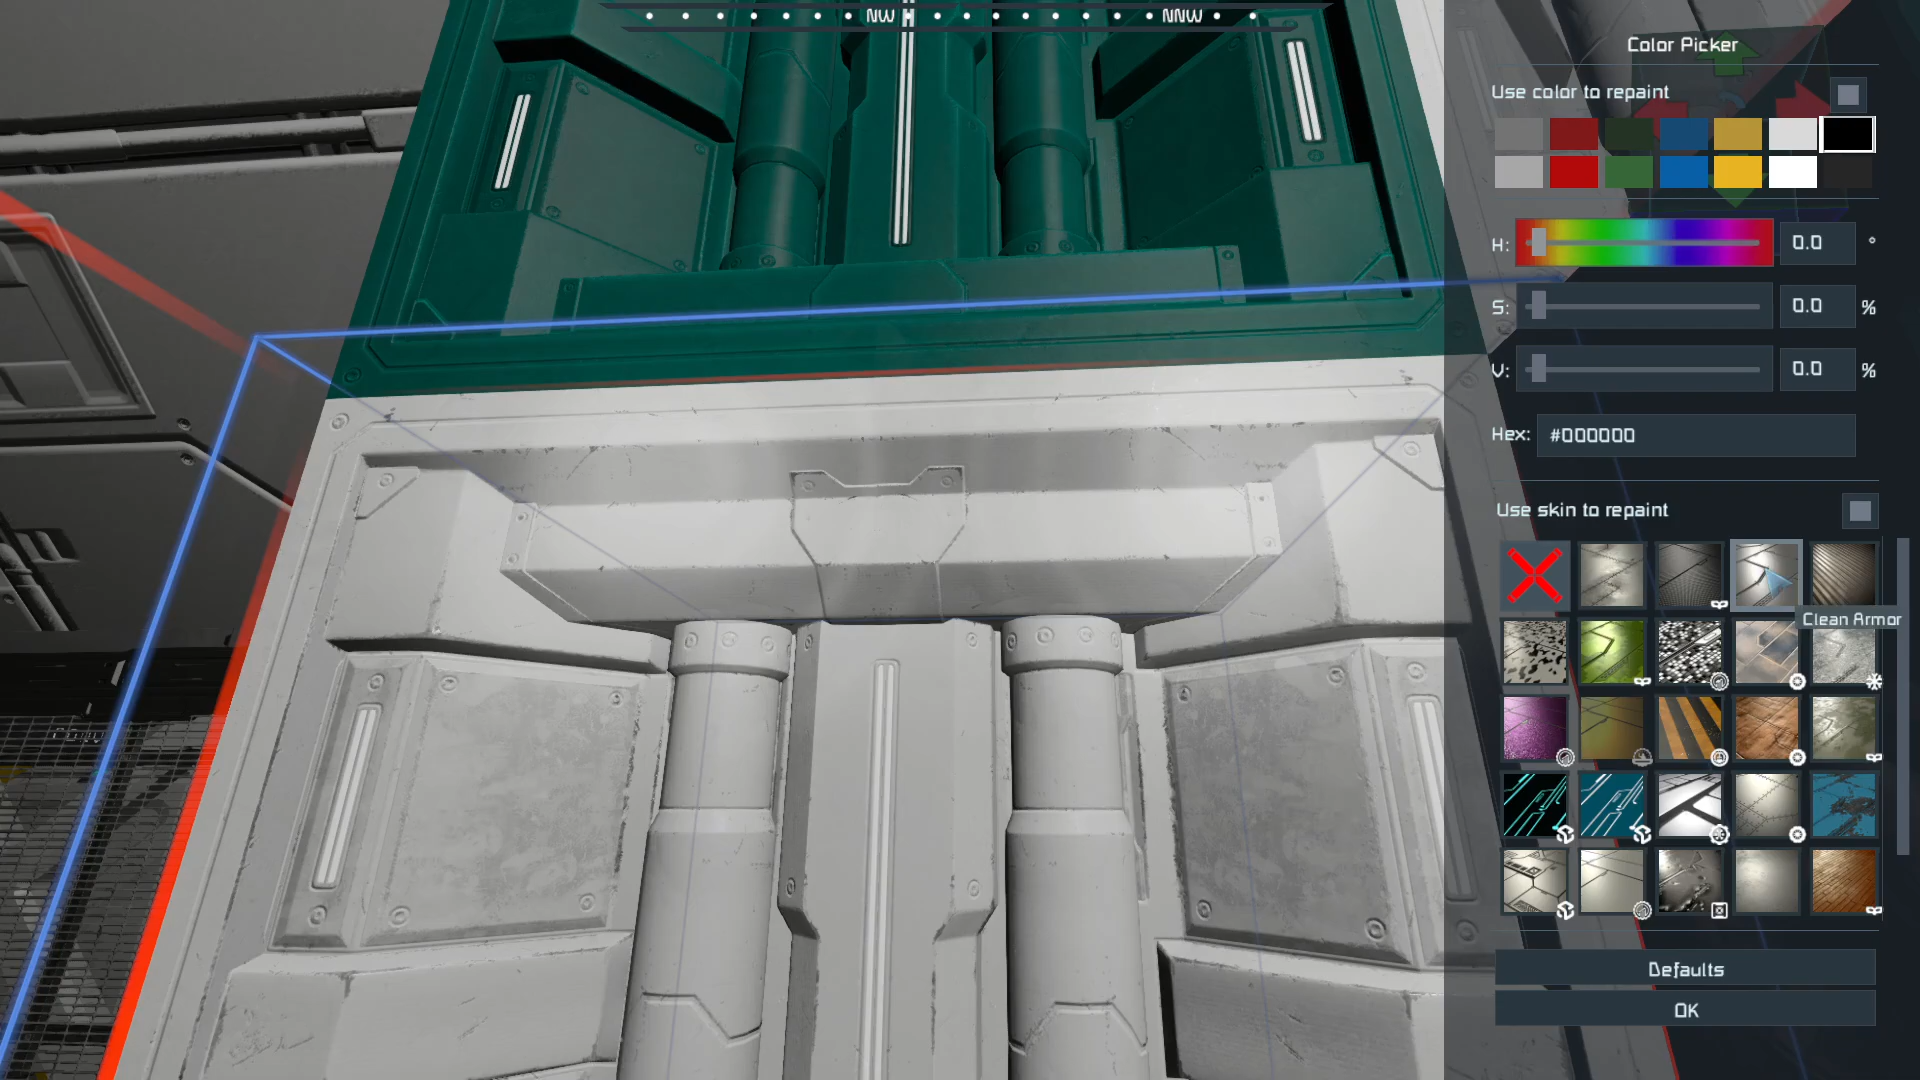 NW NNW
Color Picker
Use color to repaint
H: 0.0 °
S: 0.0 %
V: 0.0 %
Hex: #000000
Use skin to repaint
Clean Armor
Defaults
OK